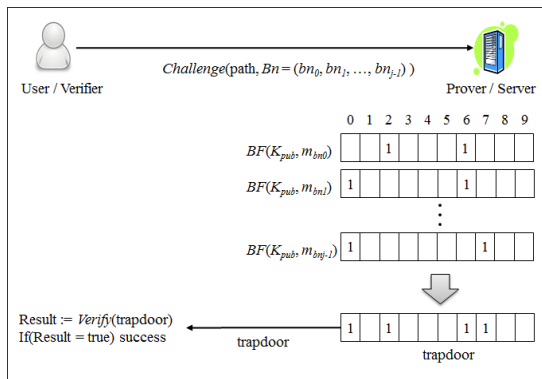 Challenge(path, Bn = (bn0, bn1, …, bnj-1) )
User / Verifier
Prover / Server
0 1 2 3 4 5 6 7 8 9
BF(Kpub, mbn0) 1 1
BF(Kpub, mbn1) 1 1
BF(Kpub, mbnj-1) 1 1
Result := Verify(trapdoor)
If(Result = true) success
trapdoor
1 1 1 1
trapdoor